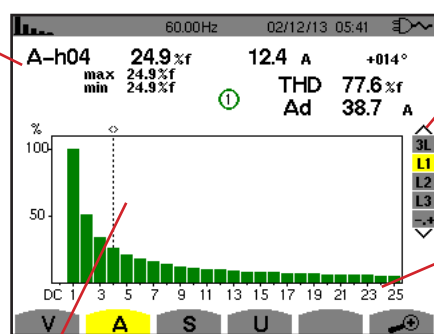 60.00Hz 02/12/13 05:41
A-h04 24.9 %f 12.4 A +014°
max 24.9%f
min 24.9%f
① THD 77.6 %f
Ad 38.7 A
%
100
50
DC 1 3 5 7 9 11 13 15 17 19 21 23 25
3L
L1
L2
L3
-.+
V A S U